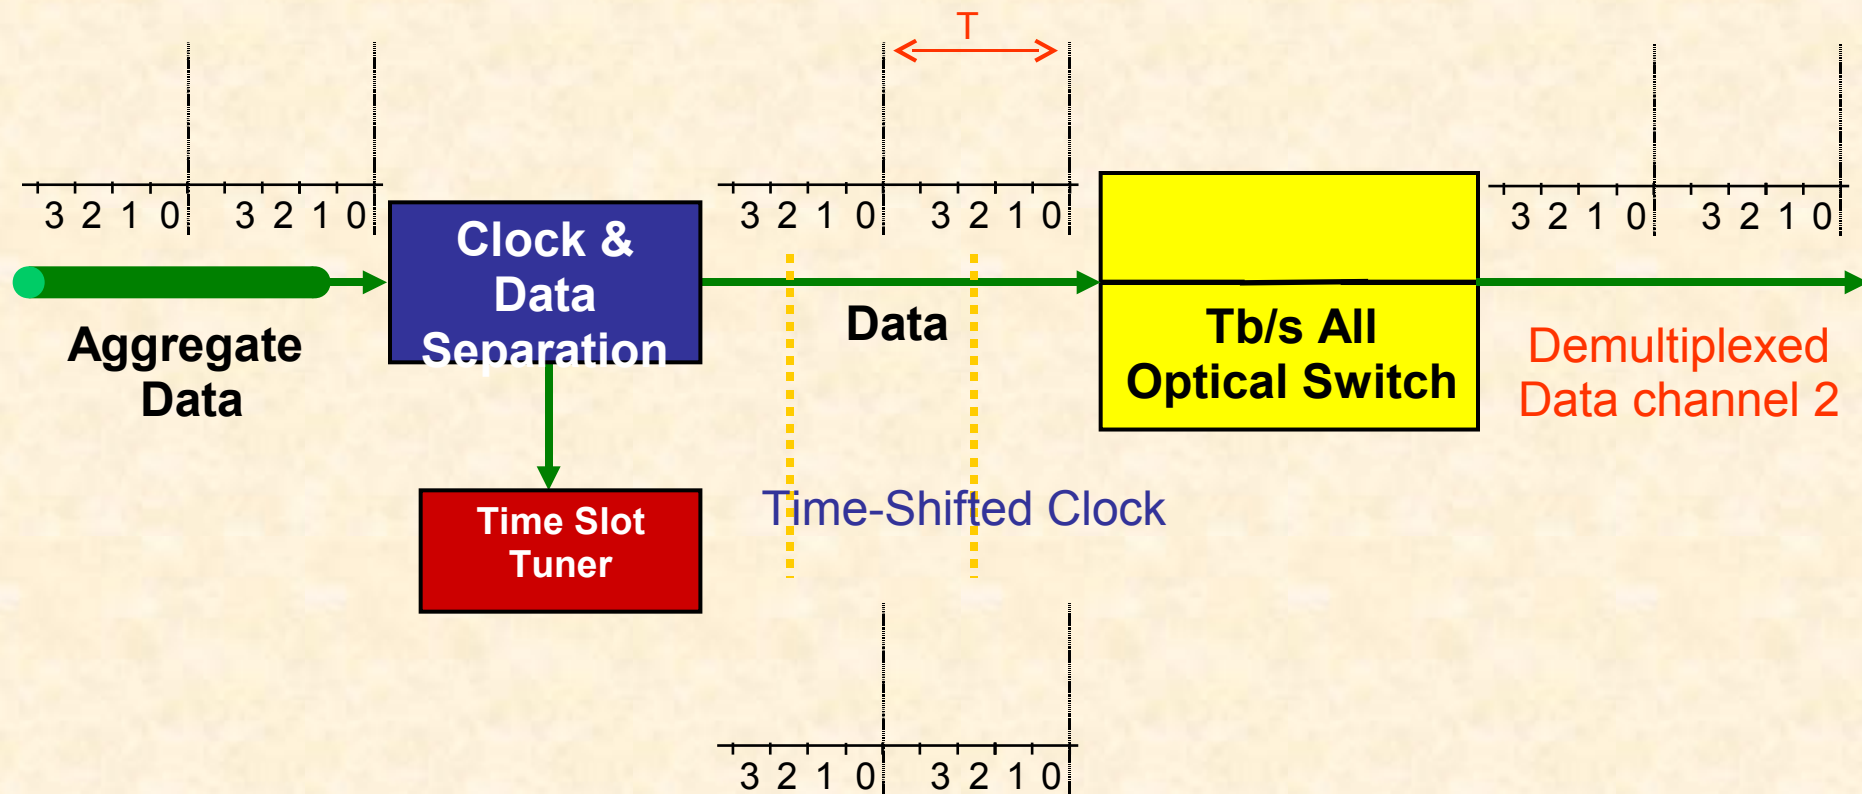 T
3 2 1 0 3 2 1 0
3 2 1 0 3 2 1 0
3 2 1 0 3 2 1 0
Clock &
Data
Separation
Aggregate
Data
Data
Tb/s All
Optical Switch
Demultiplexed
Data channel 2
Time Slot
Tuner
Time-Shifted Clock
3 2 1 0 3 2 1 0